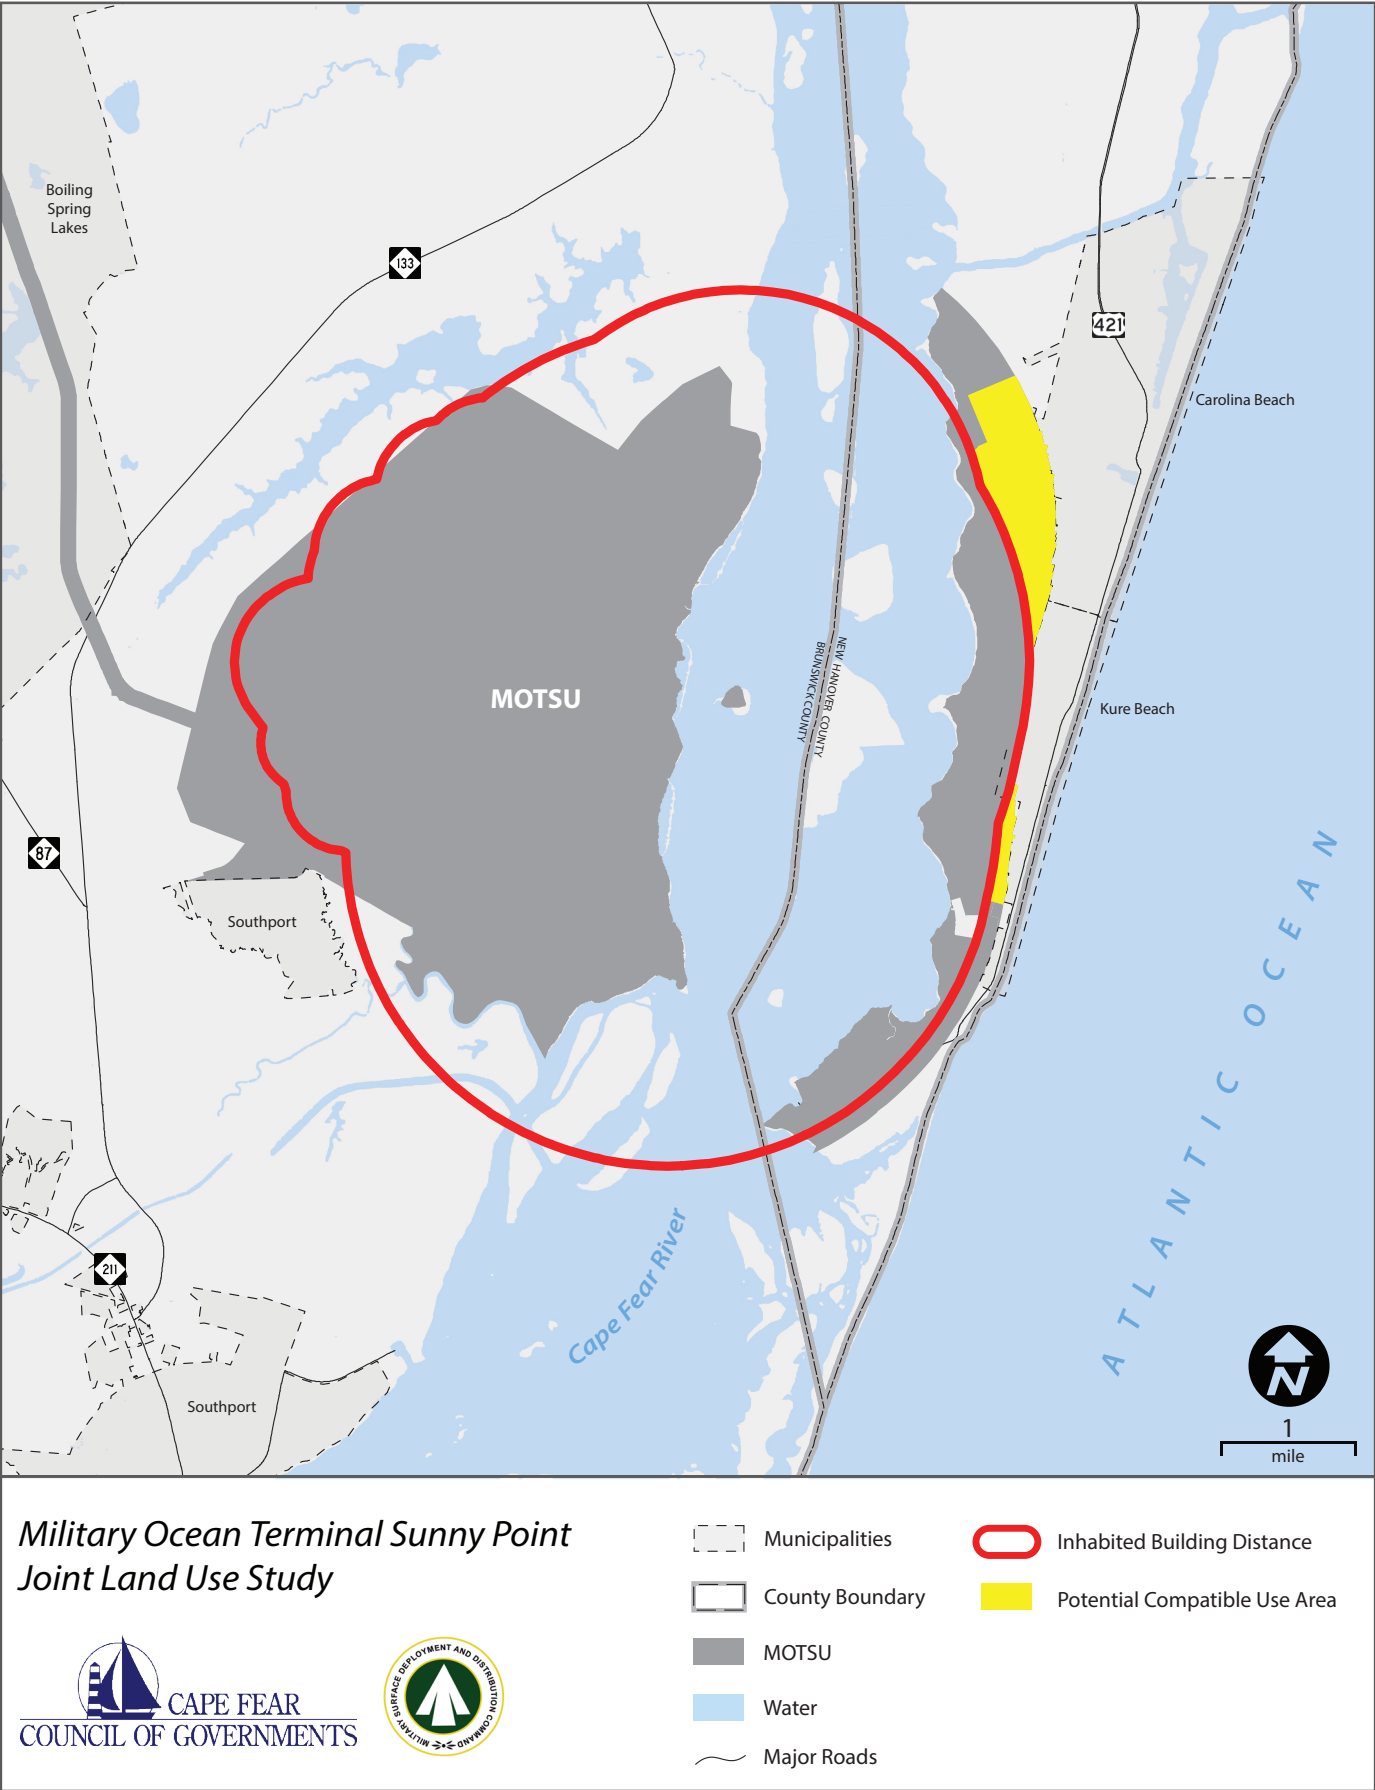 Boiling
Spring
Lakes
133
421
Carolina Beach
MOTSU
NEW HANOVER COUNTY
BRUNSWICK COUNTY
Kure Beach
87
Southport
ATLANTIC OCEAN
Cape Fear River
211
Southport
N
1
mile
Military Ocean Terminal Sunny Point
Joint Land Use Study
CAPE FEAR
COUNCIL OF GOVERNMENTS
MILITARY SURFACE DEPLOYMENT AND DISTRIBUTION COMMAND
Municipalities
County Boundary
MOTSU
Water
Major Roads
Inhabited Building Distance
Potential Compatible Use Area